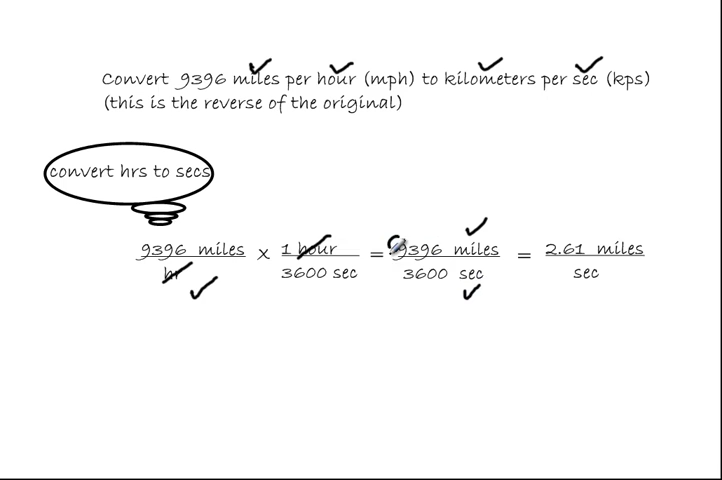 Convert 9396 miles per hour (mph) to kilometers per sec (kps)
(this is the reverse of the original)
convert hrs to secs
9396 miles x 1 hour = 9396 miles = 2.61 miles
hr 3600 sec 3600 sec sec